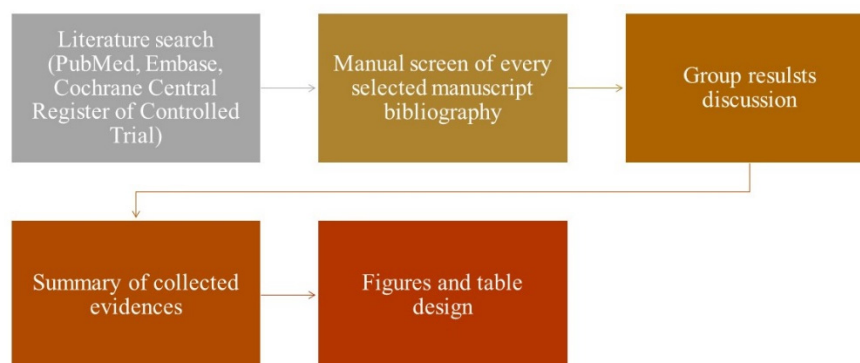 Literature search
(PubMed, Embase,
Cochrane Central
Register of Controlled
Trial)
Manual screen of every
selected manuscript
bibliography
Group resulsts
discussion
Summary of collected
evidences
Figures and table
design